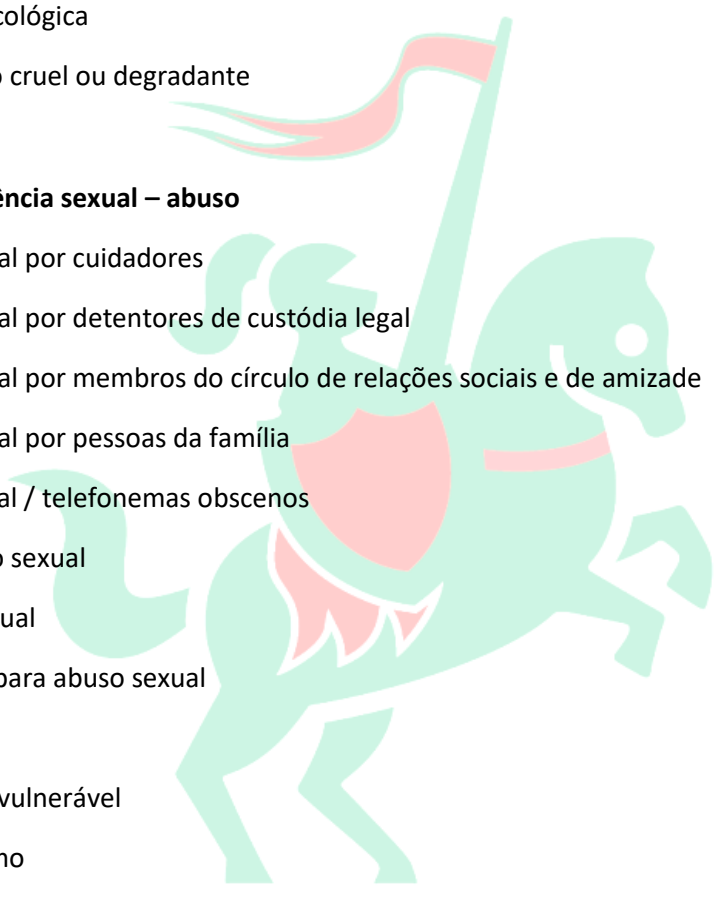 cológica
o cruel ou degradante
ência sexual – abuso
al por cuidadores
al por detentores de custódia legal
al por membros do círculo de relações sociais e de amizade
al por pessoas da família
al / telefonemas obscenos
o sexual
ual
para abuso sexual
vulnerável
no